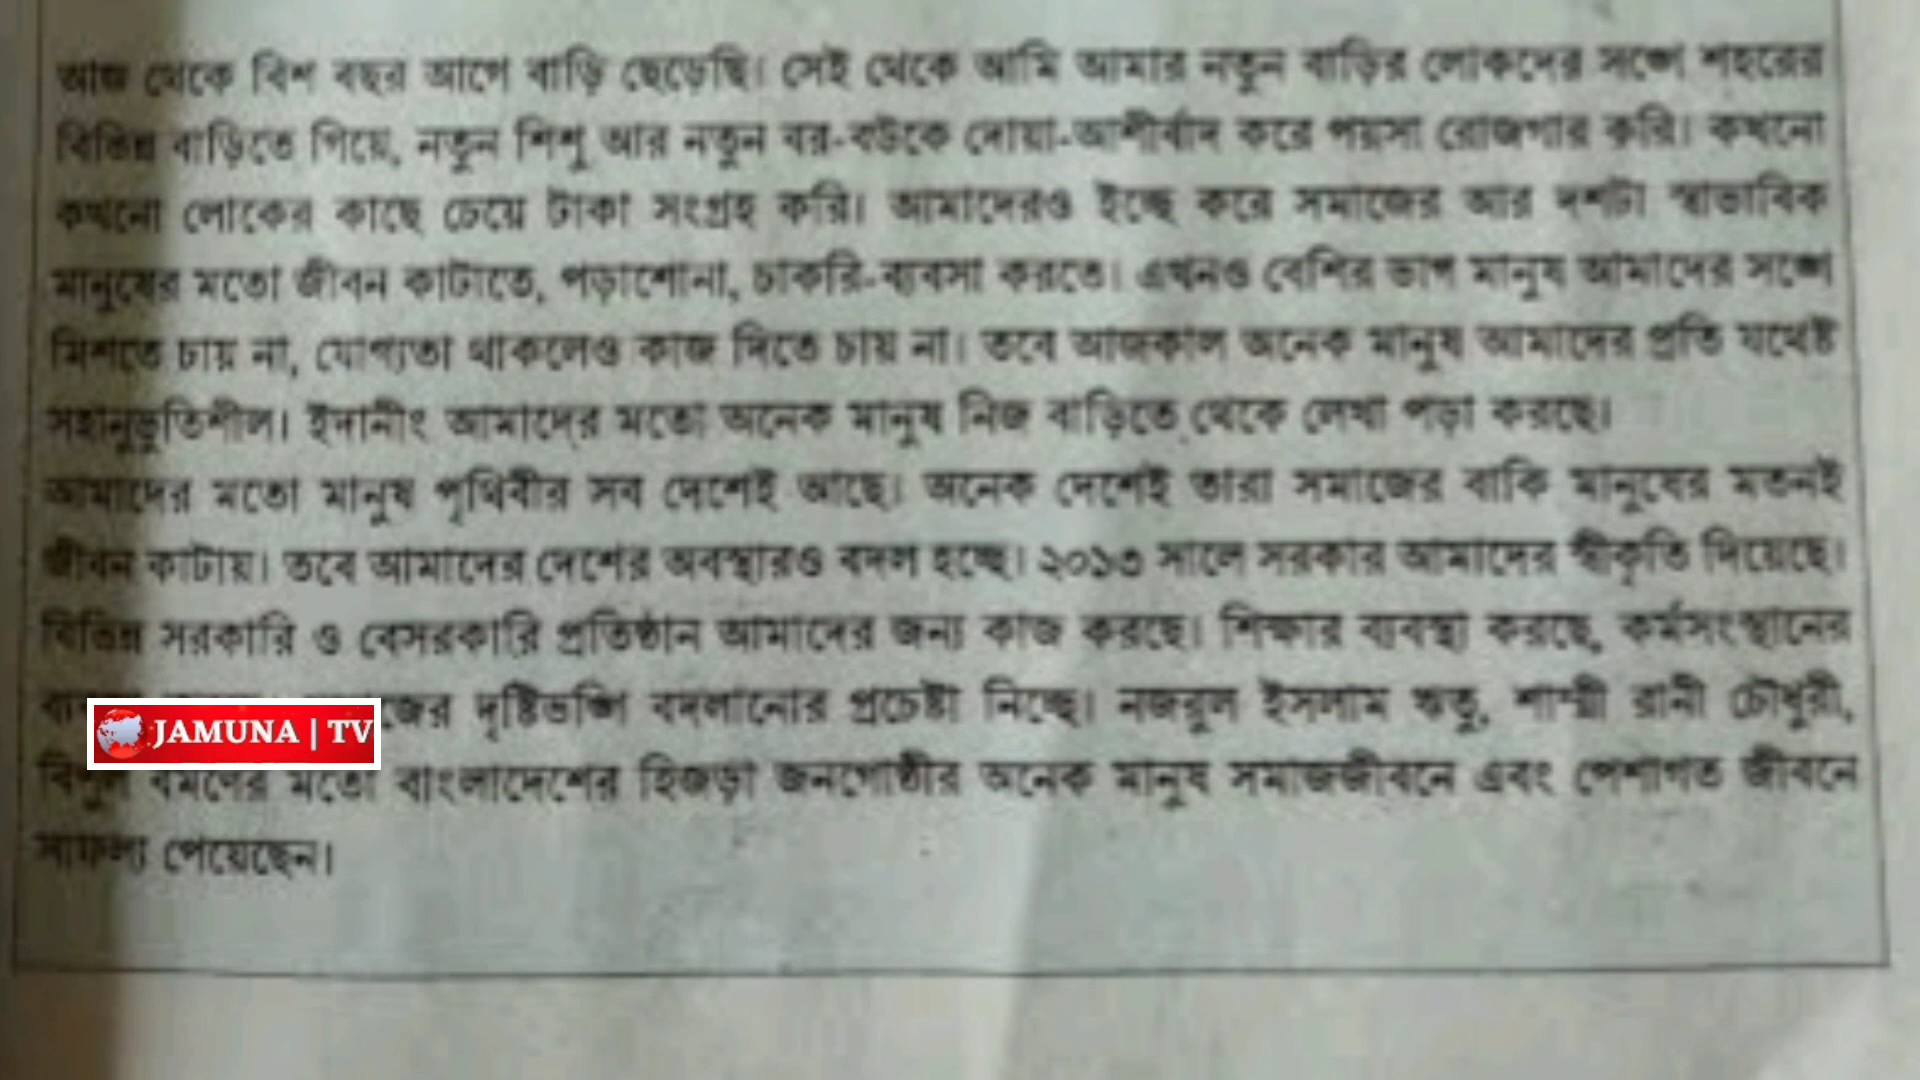 আজ থেকে বিশ বছর আগে বাড়ি ছেড়েছি। সেই থেকে আমি আমার নতুন বাড়ির লোকদের সঙ্গে শহরের
বিভিন্ন বাড়িতে গিয়ে, নতুন শিশু আর নতুন বর-বউকে দোয়া-আশীর্বাদ করে পয়সা রোজগার করি। কখনো
কখনো লোকের কাছে চেয়ে টাকা সংগ্রহ করি। আমাদেরও ইচ্ছে করে সমাজের আর দশটা স্বাভাবিক
মানুষের মতো জীবন কাটাতে, পড়াশোনা, চাকরি-ব্যবসা করতে। এখনও বেশির ভাগ মানুষ আমাদের সঙ্গে
মিশতে চায় না, যোগ্যতা থাকলেও কাজ দিতে চায় না। তবে আজকাল অনেক মানুষ আমাদের প্রতি যথেষ্ট
সহানুভূতিশীল। ইদানীং আমাদের মতো অনেক মানুষ নিজ বাড়িতে থেকে লেখা পড়া করছে।
আমাদের মতো মানুষ পৃথিবীর সব দেশেই আছে। অনেক দেশেই তারা সমাজের বাকি মানুষের মতনই
জীবন কাটায়। তবে আমাদের দেশের অবস্থারও বদল হচ্ছে। ২০১৩ সালে সরকার আমাদের স্বীকৃতি দিয়েছে।
বিভিন্ন সরকারি ও বেসরকারি প্রতিষ্ঠান আমাদের জন্য কাজ করছে। শিক্ষার ব্যবস্থা করছে, কর্মসংস্থানের
দৃষ্টিভঙ্গি বদলানোর প্রচেষ্টা নিচ্ছে। নজরুল ইসলাম ঋতু, শাম্মী রানী চৌধুরী,
মতো বাংলাদেশের হিজড়া জনগোষ্ঠীর অনেক মানুষ সমাজজীবনে এবং পেশাগত জীবনে
সাফল্য পেয়েছেন।
JAMUNA | TV